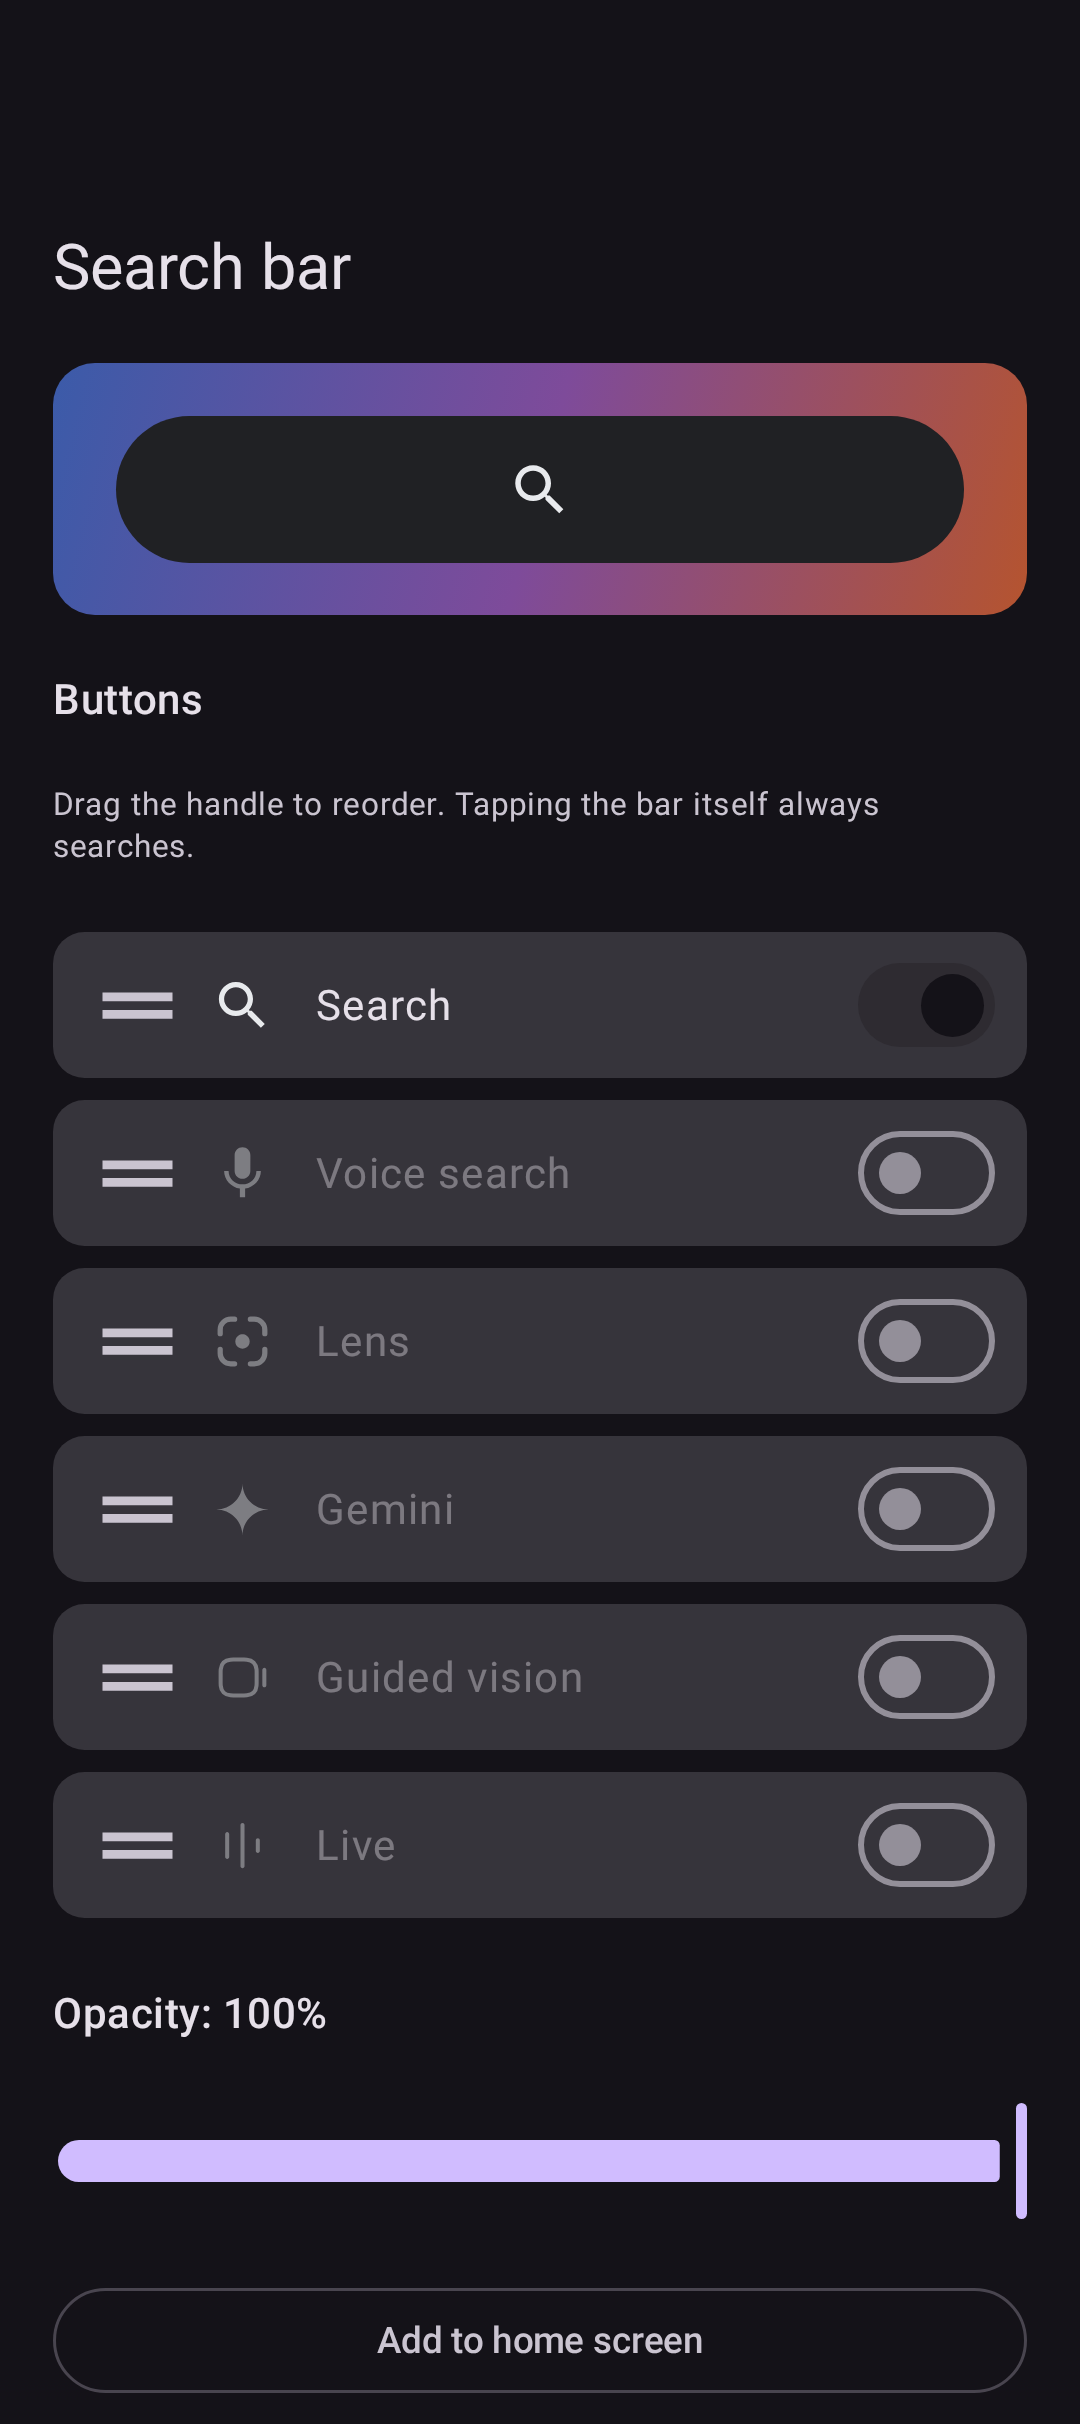 Search bar
Buttons
Drag the handle to reorder. Tapping the bar itself always
searches.
Search
Voice search
Lens
Gemini
Guided vision
Live
Opacity: 100%
Add to home screen